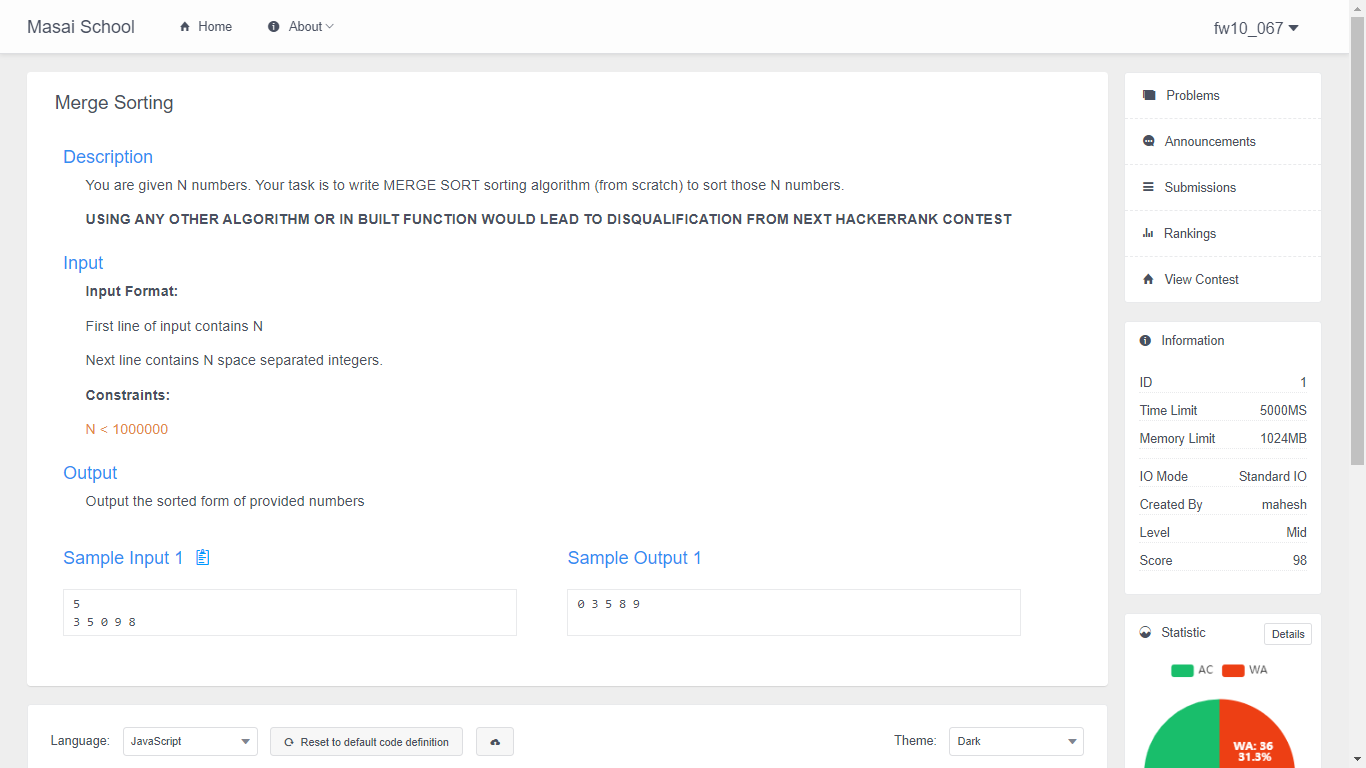 Masai School
Home
About
fw10_067
Merge Sorting
Description
You are given N numbers. Your task is to write MERGE SORT sorting algorithm (from scratch) to sort those N numbers.
USING ANY OTHER ALGORITHM OR IN BUILT FUNCTION WOULD LEAD TO DISQUALIFICATION FROM NEXT HACKERRANK CONTEST
Input
Input Format:
First line of input contains N
Next line contains N space separated integers.
Constraints:
N < 1000000
Output
Output the sorted form of provided numbers
Sample Input 1
5
3 5 0 9 8
Sample Output 1
0 3 5 8 9
Language:
JavaScript
Reset to default code definition
Theme:
Dark
Problems
Announcements
Submissions
Rankings
View Contest
Information
ID 1
Time Limit 5000MS
Memory Limit 1024MB
IO Mode Standard IO
Created By mahesh
Level Mid
Score 98
Statistic
Details
AC
WA
WA: 36
31.3%